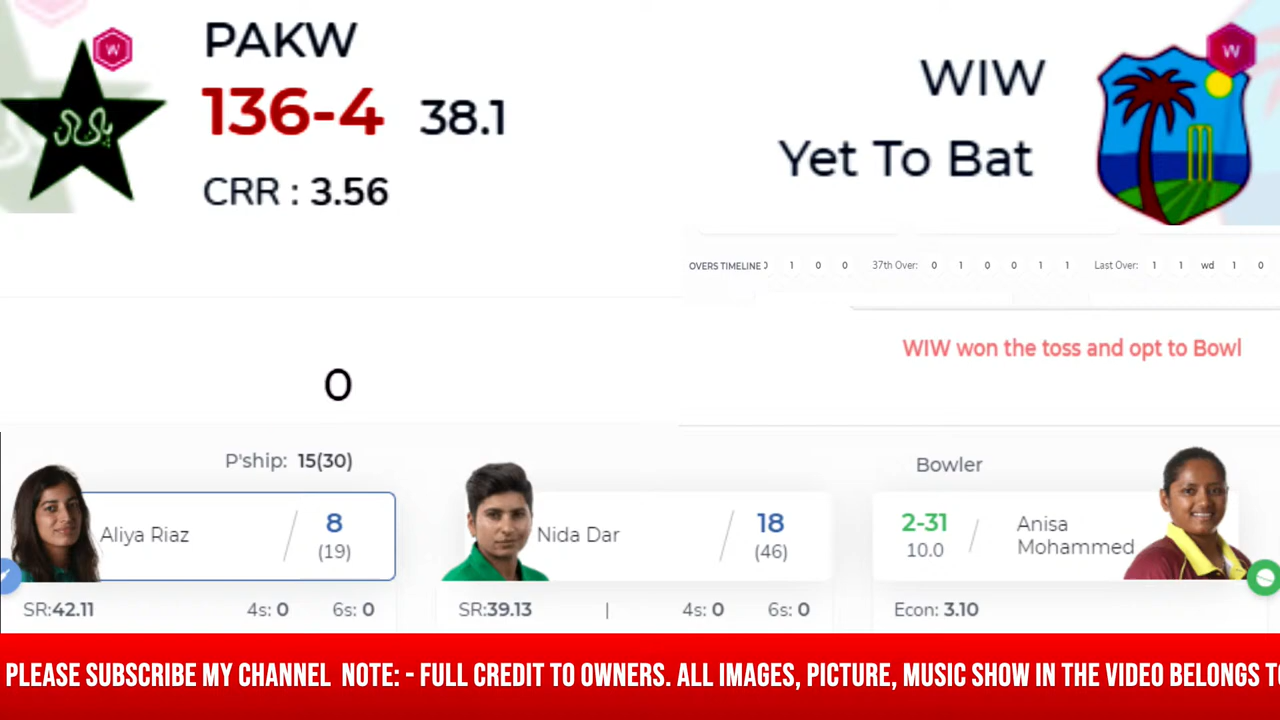 W
PAKW
136-4 38.1
CRR : 3.56
WIW
Yet To Bat
W
OVERS TIMELINE 1 0 0 37th Over: 0 1 0 0 1 1 Last Over: 1 1 wd 1 0
WIW won the toss and opt to Bowl
0
P'ship: 15(30)
Aliya Riaz / 8
(19)
SR:42.11 4s: 0 6s: 0
Nida Dar / 18
(46)
SR:39.13 | 4s: 0 6s: 0
Bowler
2-31 / Anisa
10.0 Mohammed
Econ: 3.10
PLEASE SUBSCRIBE MY CHANNEL NOTE: - FULL CREDIT TO OWNERS. ALL IMAGES, PICTURE, MUSIC SHOW IN THE VIDEO BELONGS